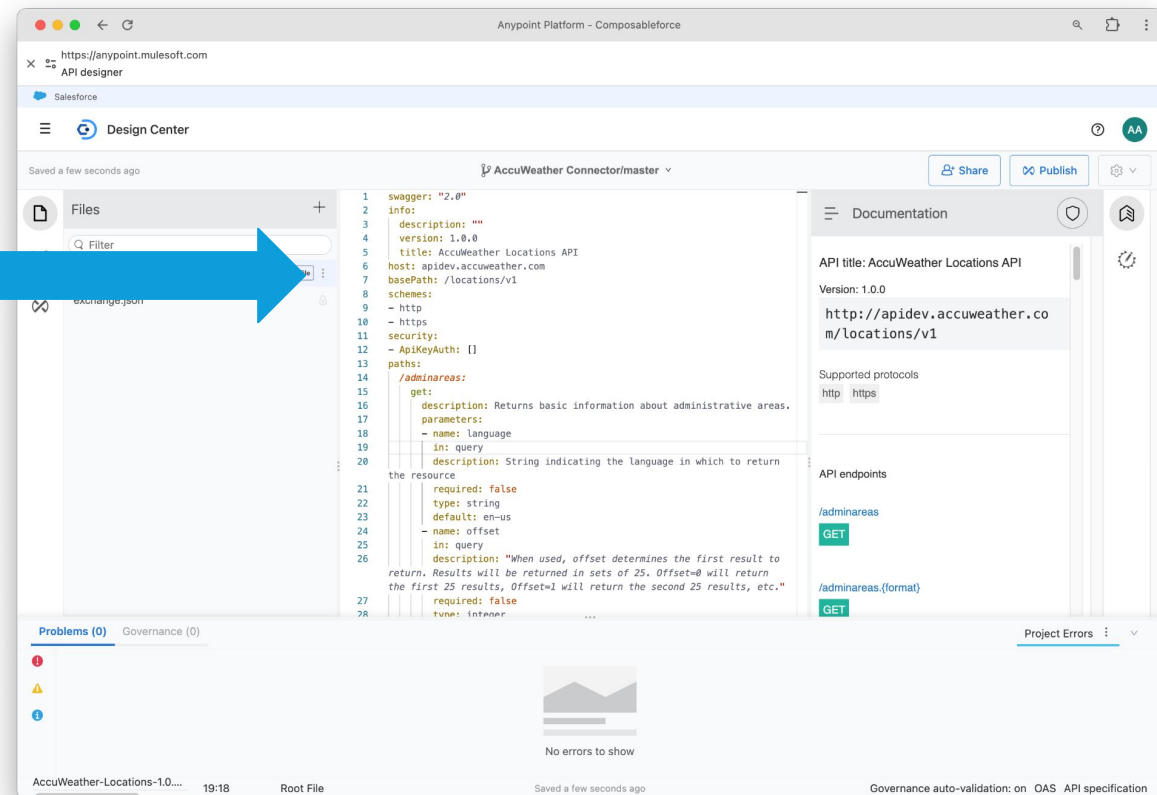 Anypoint Platform - Composableforce
https://anypoint.mulesoft.com
API designer
Salesforce
Design Center
AA
Saved a few seconds ago
AccuWeather Connector/master
Share
Publish
Files
Filter
exchange.json
1 swagger: "2.0"
2 info:
3 description: ""
4 version: 1.0.0
5 title: AccuWeather Locations API
6 host: apidev.accuweather.com
7 basePath: /locations/v1
8 schemes:
9 - http
10 - https
11 security:
12 - ApiKeyAuth: []
13 paths:
14 /adminareas:
15 get:
16 description: Returns basic information about administrative areas.
17 parameters:
18 - name: language
19 in: query
20 description: String indicating the language in which to return
the resource
21 required: false
22 type: string
23 default: en-us
24 - name: offset
25 in: query
26 description: "When used, offset determines the first result to
return. Results will be returned in sets of 25. Offset=0 will return
the first 25 results, Offset=1 will return the second 25 results, etc."
27 required: false
28 type: integer
Documentation
API title: AccuWeather Locations API
Version: 1.0.0
http://apidev.accuweather.co
m/locations/v1
Supported protocols
http https
API endpoints
/adminareas
GET
/adminareas.{format}
GET
Problems (0) Governance (0)
Project Errors
No errors to show
AccuWeather-Locations-1.0....
19:18
Root File
Saved a few seconds ago
Governance auto-validation: on OAS API specification